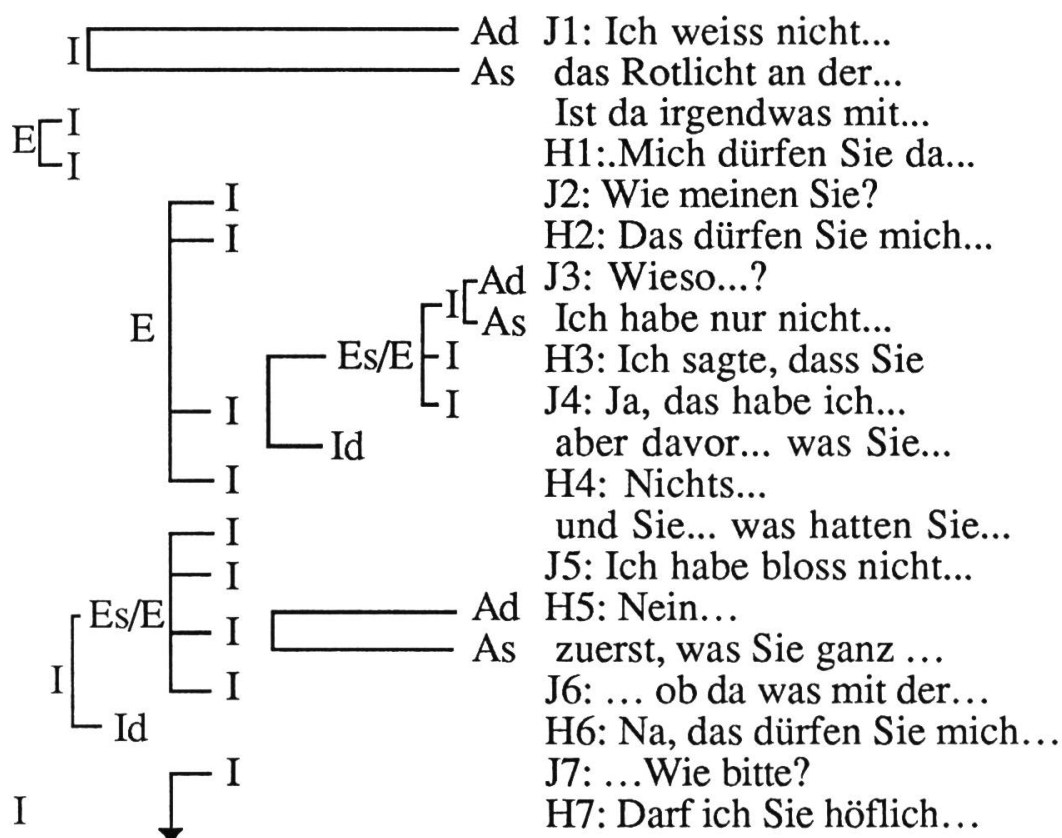 I Ad J1: Ich weiss nicht...
As das Rotlicht an der...
I Ist da irgendwas mit...
E
I H1:.Mich dürfen Sie da...
I J2: Wie meinen Sie?
I H2: Das dürfen Sie mich...
Ad J3: Wieso...?
E I As Ich habe nur nicht...
Es/E I H3: Ich sagte, dass Sie
I I J4: Ja, das habe ich...
Id aber davor... was Sie...
I H4: Nichts...
I und Sie... was hatten Sie...
I J5: Ich habe bloss nicht...
Es/E Ad H5: Nein...
I As zuerst, was Sie ganz ...
I I J6: ... ob da was mit der...
Id H6: Na, das dürfen Sie mich...
I J7: ...Wie bitte?
I H7: Darf ich Sie höflich...